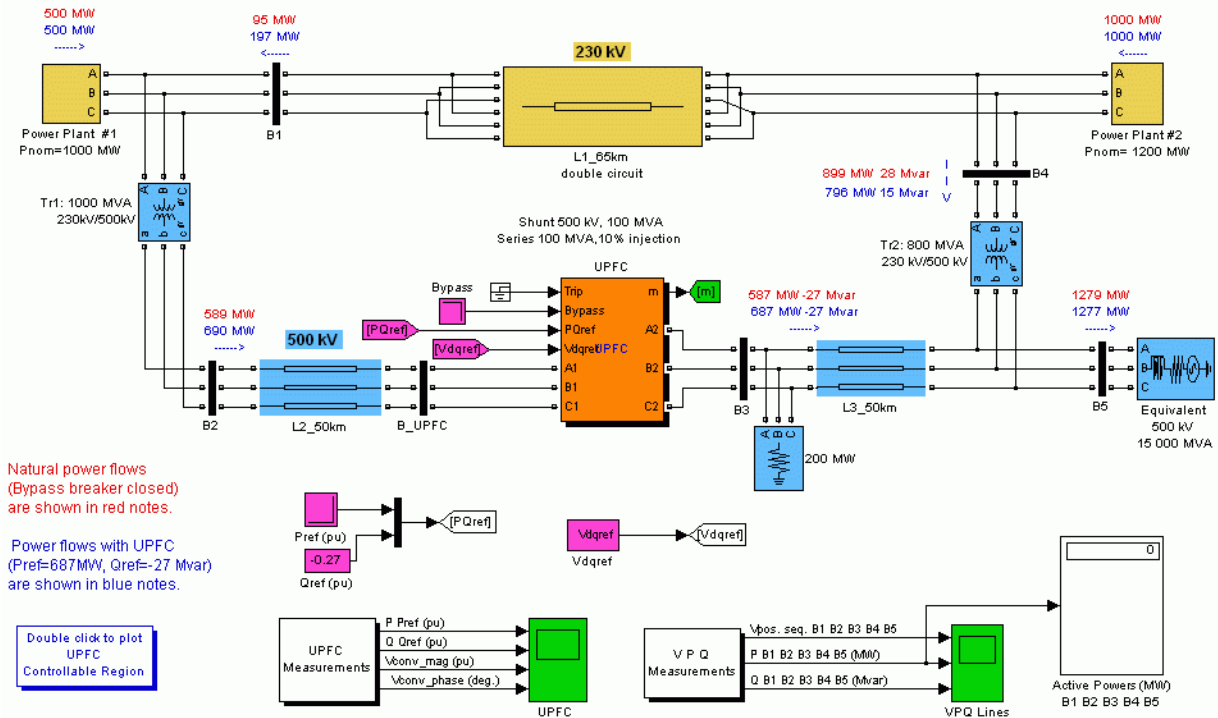 500 MW
500 MW
------>
95 MW
197 MW
<------
230 kV
1000 MW
1000 MW
<------
A
B
C
Power Plant #1
Pnom=1000 MW
B1
L1_65km
double circuit
A
B
C
Power Plant #2
Pnom= 1200 MW
899 MW 28 Mvar
796 MW 15 Mvar
I
I
V
B4
Tr1: 1000 MVA
230kV/500kV
A B C
a b c
Shunt 500 kV, 100 MVA
Series 100 MVA,10% injection
UPFC
Tr2: 800 MVA
230 kV/500 kV
A B C
a b c
Bypass
Trip
Bypass
PQref
Vdqref
A1
B1
C1
UPFC
m
A2
B2
C2
[m]
[PQref]
[Vdqref]
589 MW
690 MW
------>
500 kV
587 MW -27 Mvar
687 MW -27 Mvar
------>
1279 MW
1277 MW
------>
B2
L2_50km
B_UPFC
B3
L3_50km
B5
A
B
C
Equivalent
500 kV
15 000 MVA
A B C
200 MW
Natural power flows
(Bypass breaker closed)
are shown in red notes.
Power flows with UPFC
(Pref=687MW, Qref=-27 Mvar)
are shown in blue notes.
Pref (pu)
-0.27
Qref (pu)
[PQref]
Vdqref
Vdqref
[Vdqref]
0
Active Powers (MW)
B1 B2 B3 B4 B5
Double click to plot
UPFC
Controllable Region
UPFC
Measurements
P Pref (pu)
Q Qref (pu)
Vconv_mag (pu)
Vconv_phase (deg.)
UPFC
V P Q
Measurements
Vpos. seq. B1 B2 B3 B4 B5
P B1 B2 B3 B4 B5 (MW)
Q B1 B2 B3 B4 B5 (Mvar)
VPQ Lines